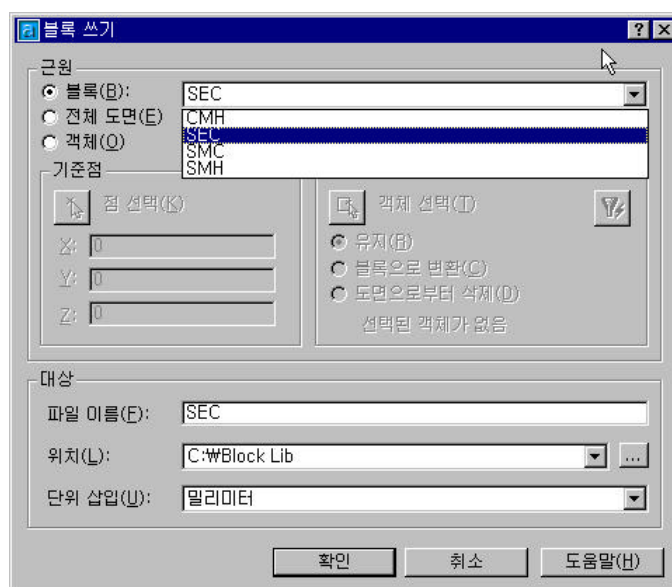 블록 쓰기
근원
블록(B):
SEC
전체 도면(E)
CMH
SEC
객체(O)
SMC
SMH
기준점
점 선택(K)
객체 선택(T)
X: 0
유지(R)
Y: 0
블록으로 변환(C)
도면으로부터 삭제(D)
Z: 0
선택된 객체가 없음
대상
파일 이름(F): SEC
위치(L): C:₩Block Lib ...
단위 삽입(U): 밀리미터
확인 취소 도움말(H)